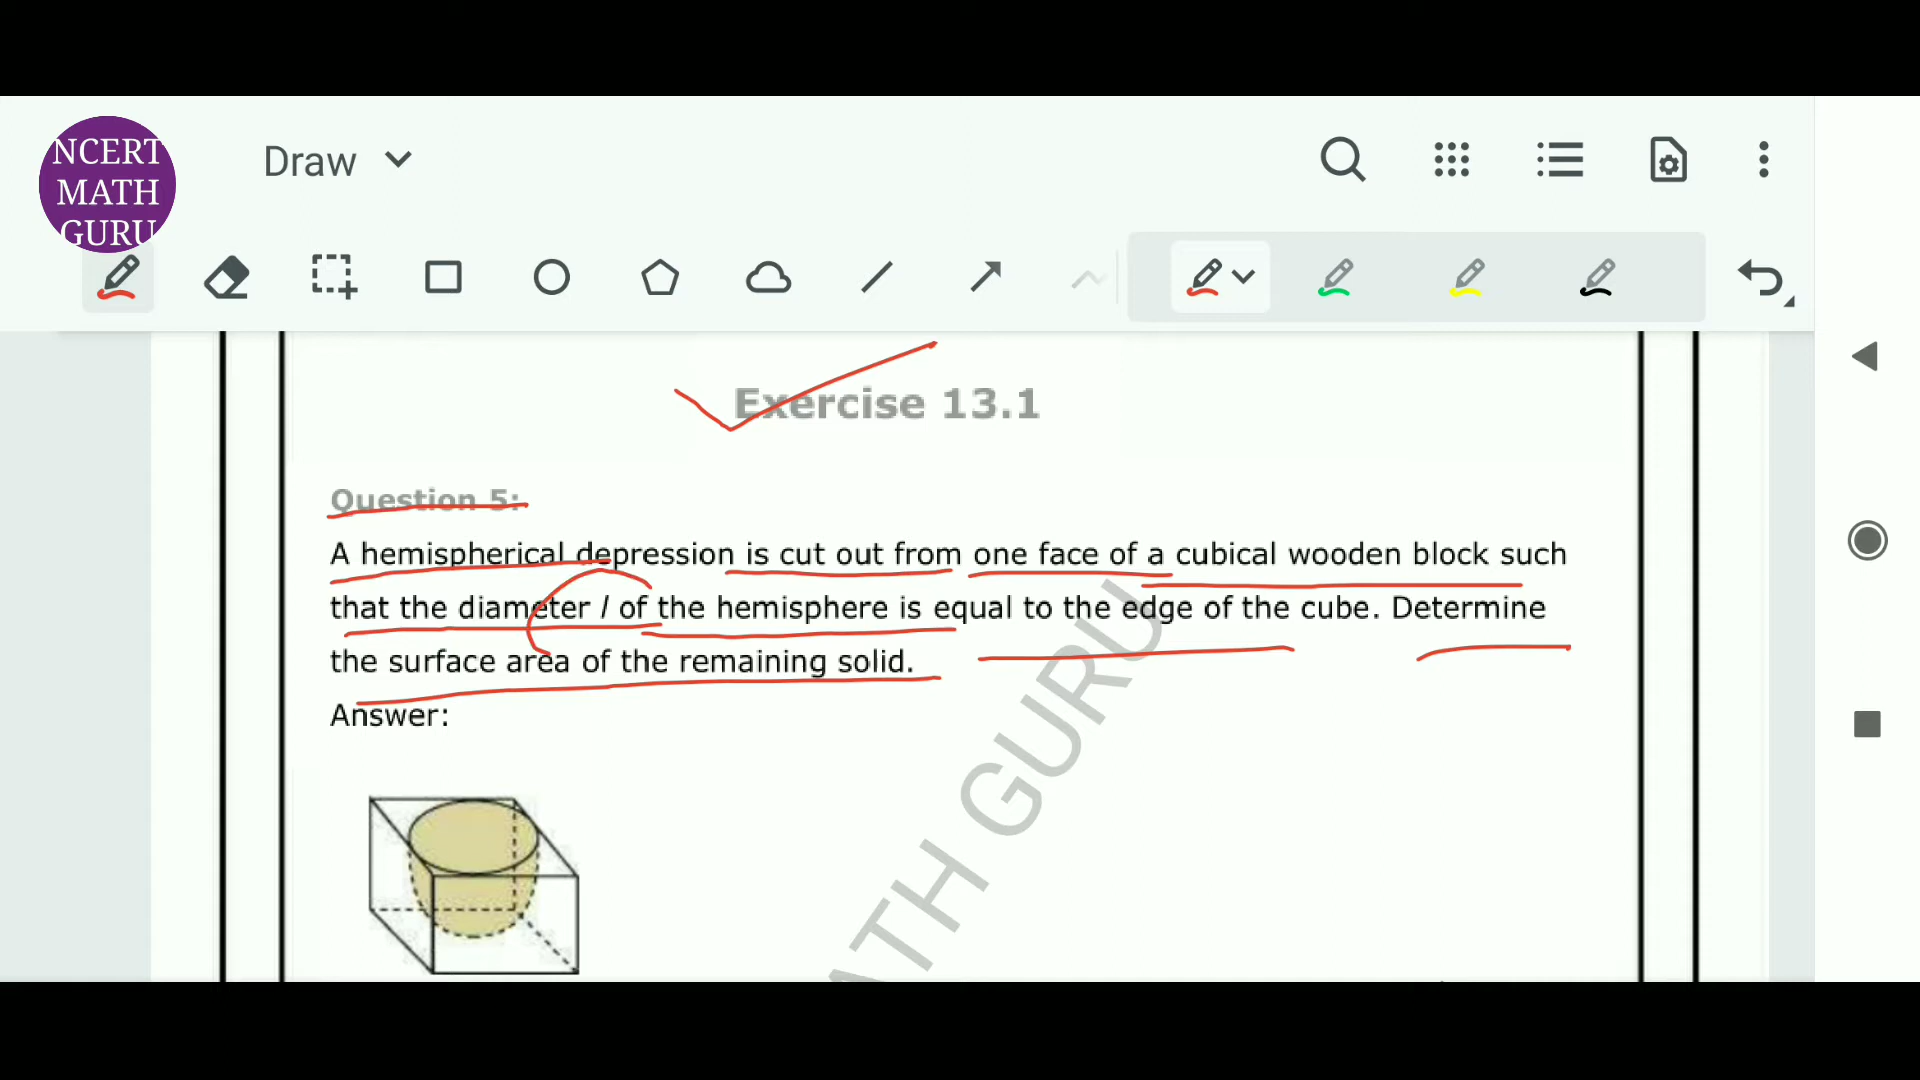 NCERT
MATH
GURU
Draw
Exercise 13.1
Question 5:
A hemispherical depression is cut out from one face of a cubical wooden block such
that the diameter l of the hemisphere is equal to the edge of the cube. Determine
the surface area of the remaining solid.
Answer:
ATH GURU